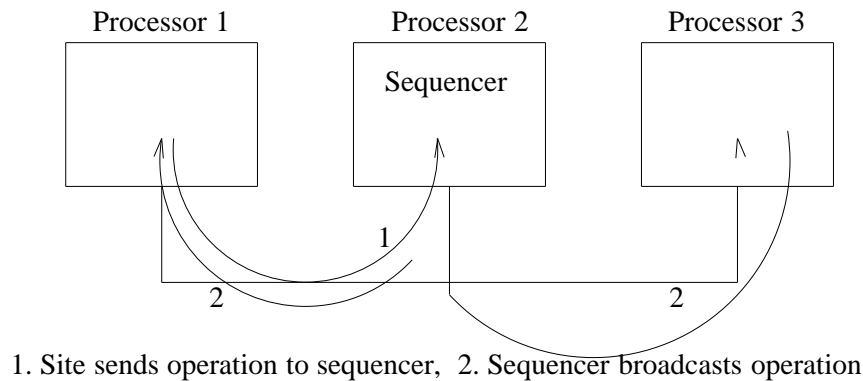 Processor 1 Processor 2 Processor 3
Sequencer
1
2 2
1. Site sends operation to sequencer, 2. Sequencer broadcasts operation